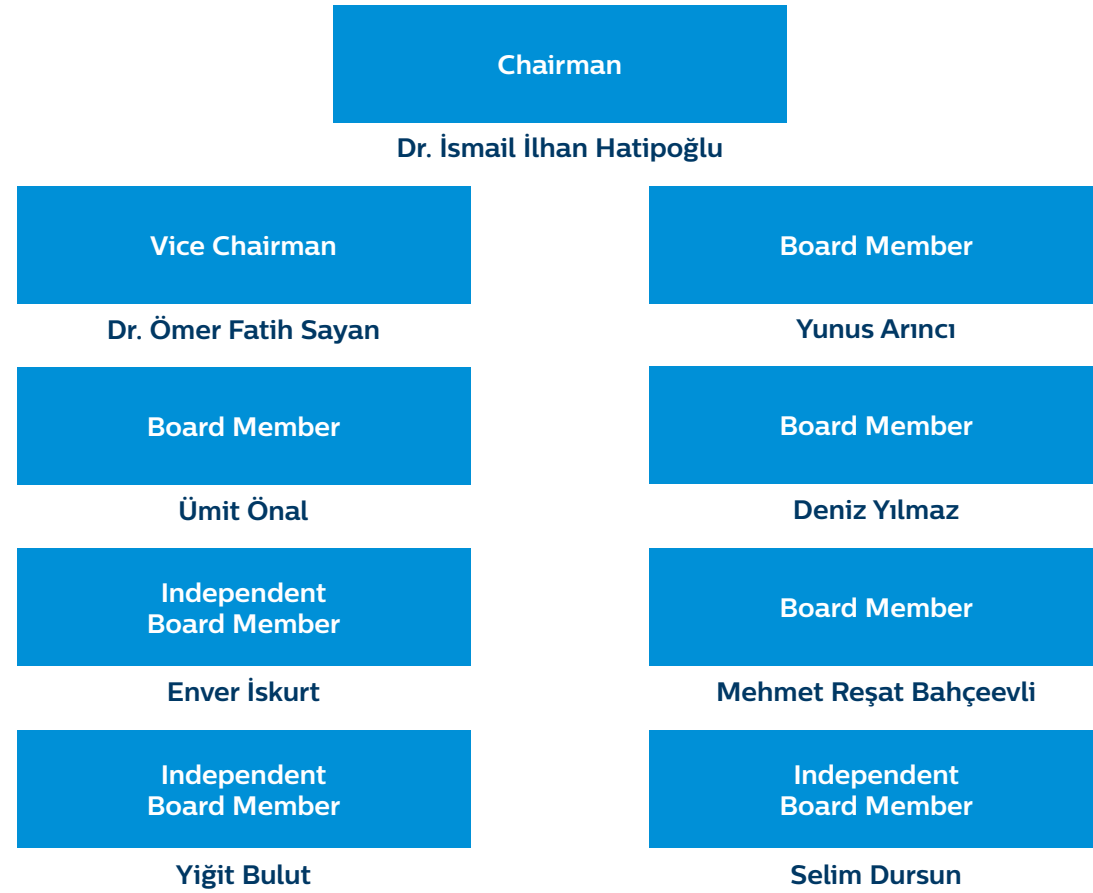 Chairman
Dr. İsmail İlhan Hatipoğlu
Vice Chairman
Dr. Ömer Fatih Sayan
Board Member
Yunus Arıncı
Board Member
Ümit Önal
Board Member
Deniz Yılmaz
Independent
Board Member
Enver İskurt
Board Member
Mehmet Reşat Bahçeevli
Independent
Board Member
Yiğit Bulut
Independent
Board Member
Selim Dursun